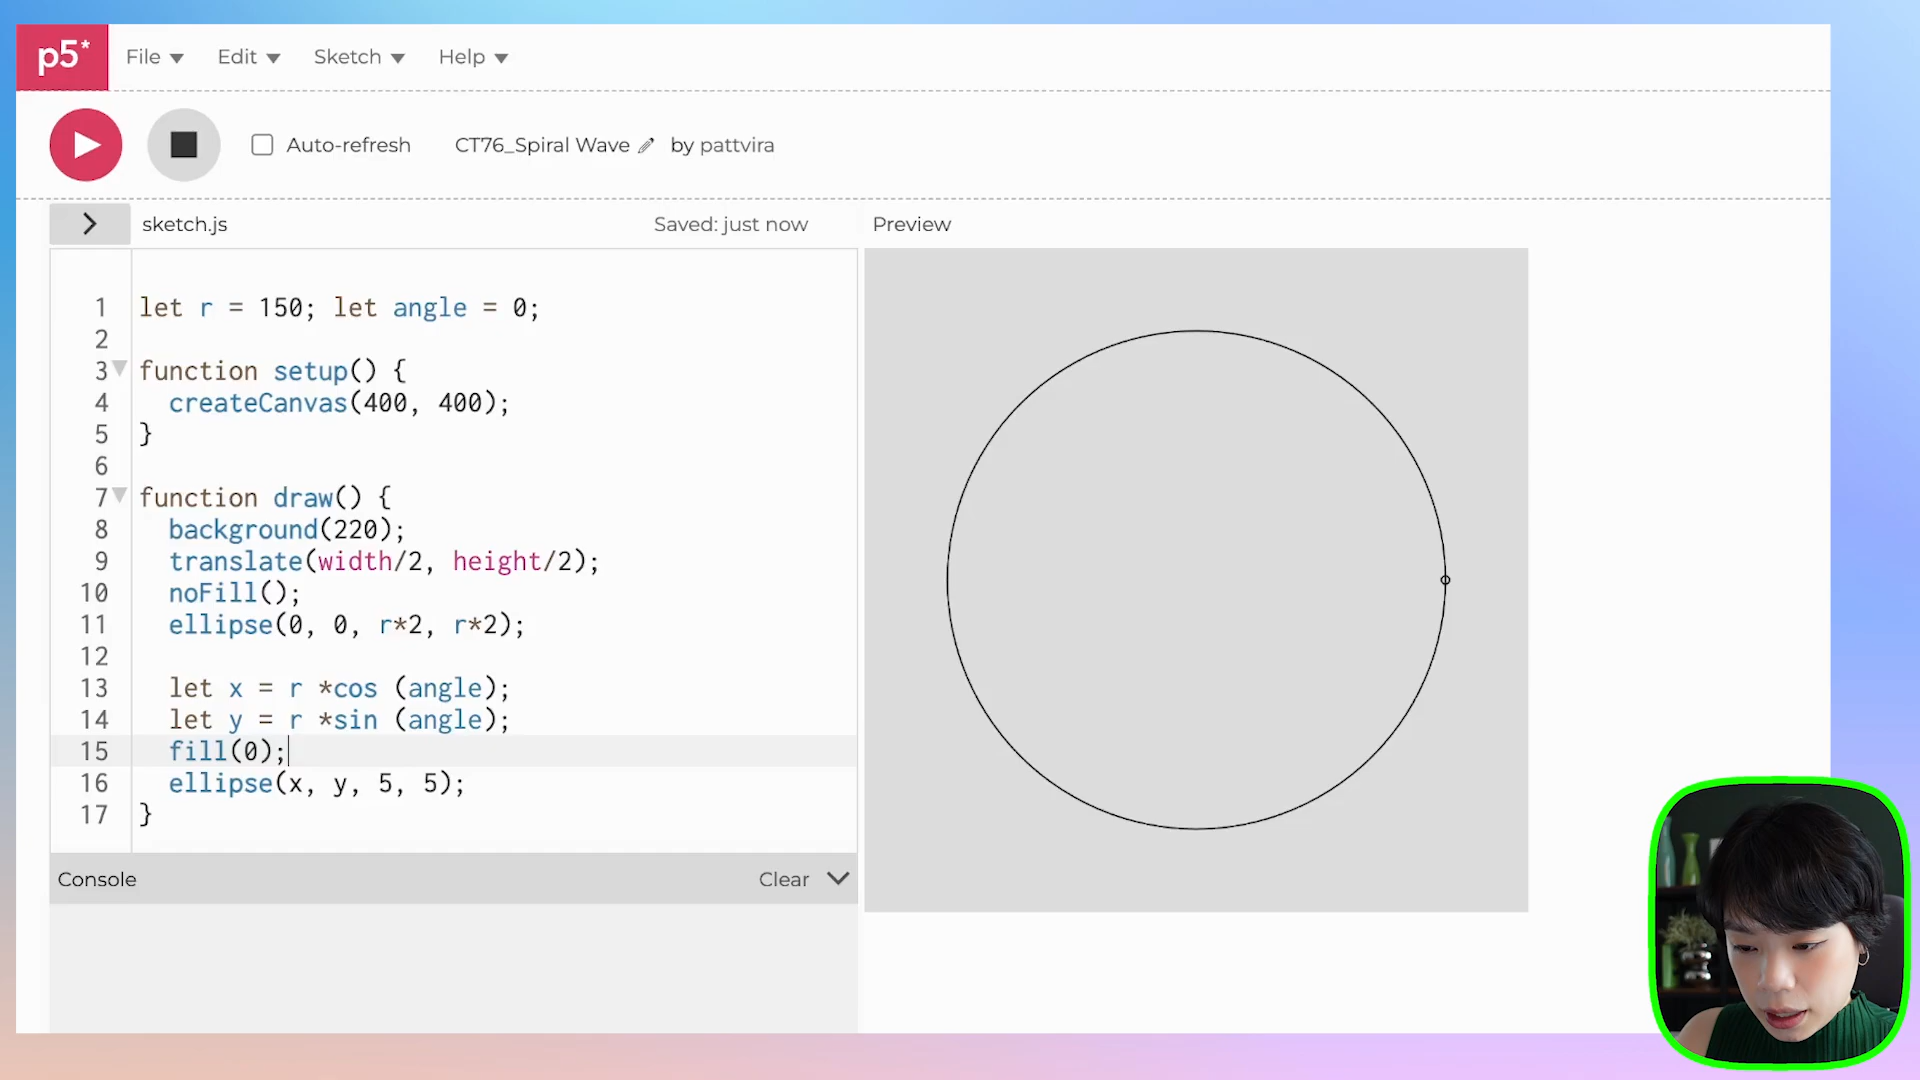 p5* File Edit Sketch Help
Auto-refresh CT76_Spiral Wave by pattvira
sketch.js Saved: just now Preview
1 let r = 150; let angle = 0;
2
3 function setup() {
4 createCanvas(400, 400);
5 }
6
7 function draw() {
8 background(220);
9 translate(width/2, height/2);
10 noFill();
11 ellipse(0, 0, r*2, r*2);
12
13 let x = r *cos (angle);
14 let y = r *sin (angle);
15 fill(0);
16 ellipse(x, y, 5, 5);
17 }
Console Clear